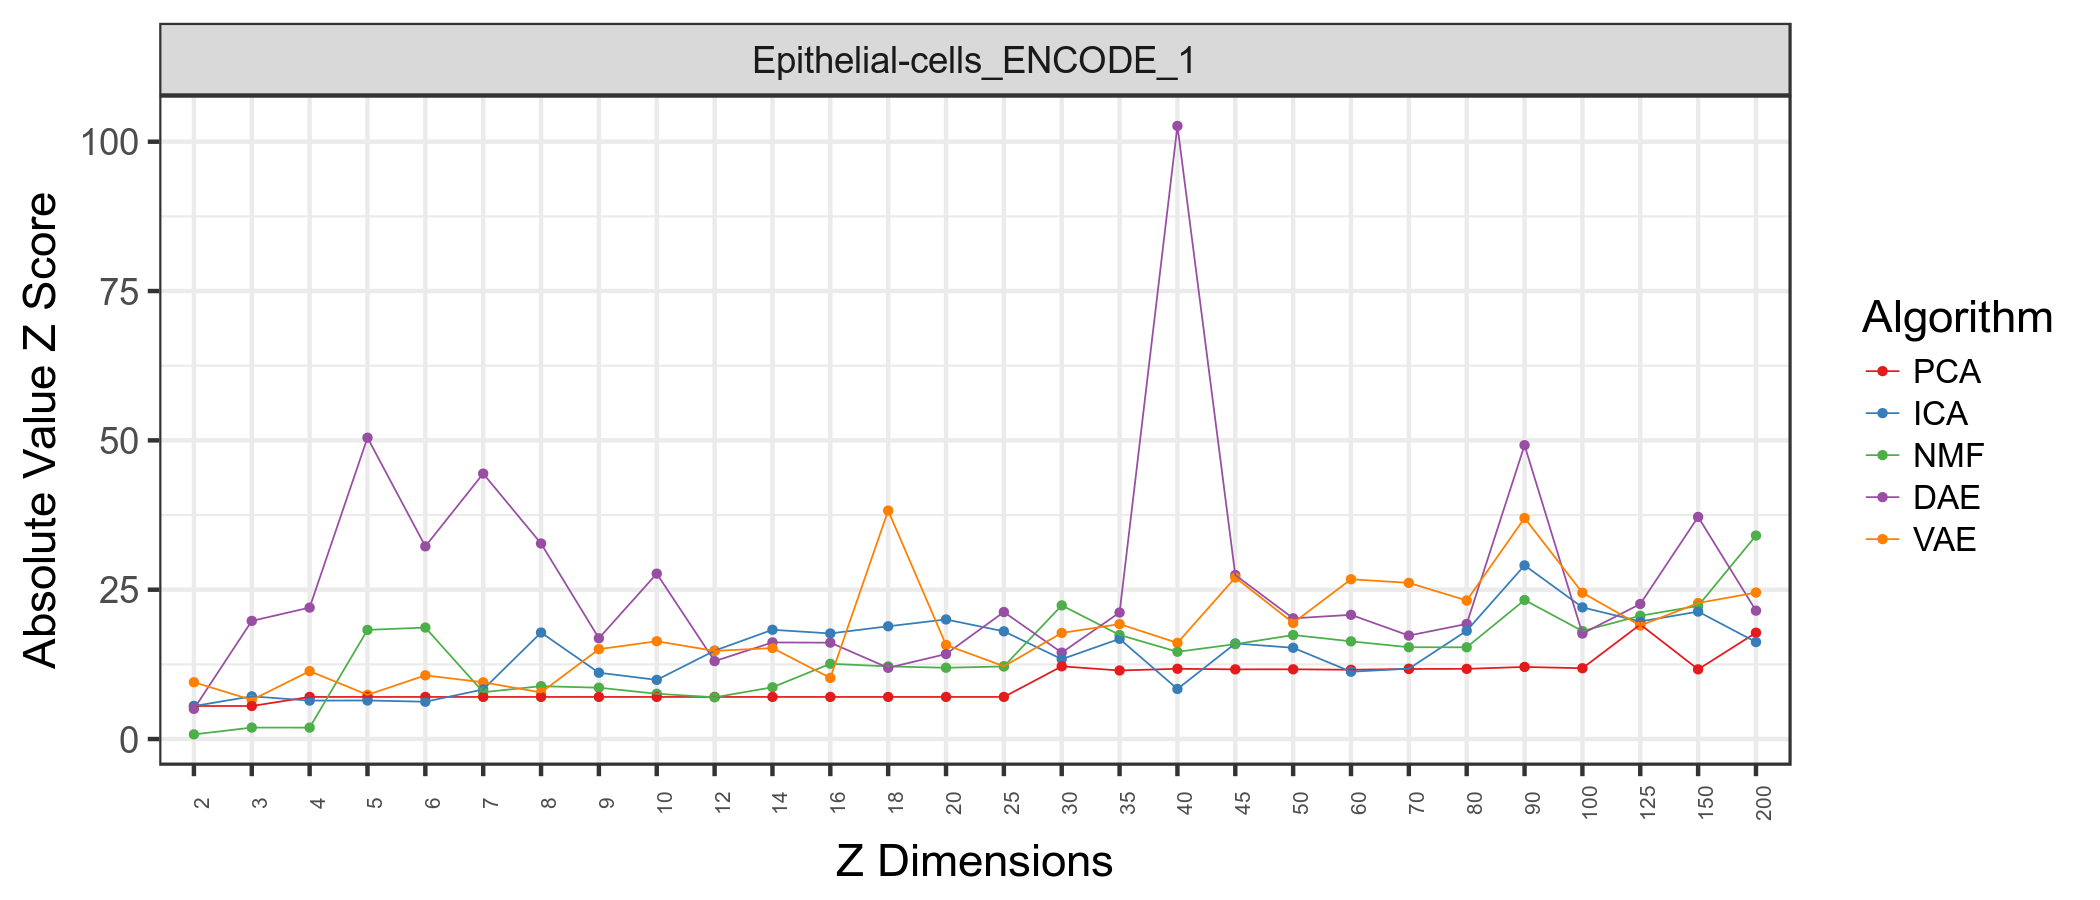 Epithelial-cells_ENCODE_1
Absolute Value Z Score
100
75
50
25
0
2 3 4 5 6 7 8 9 10 12 14 16 18 20 25 30 35 40 45 50 60 70 80 90 100 125 150 200
Z Dimensions
Algorithm
PCA
ICA
NMF
DAE
VAE